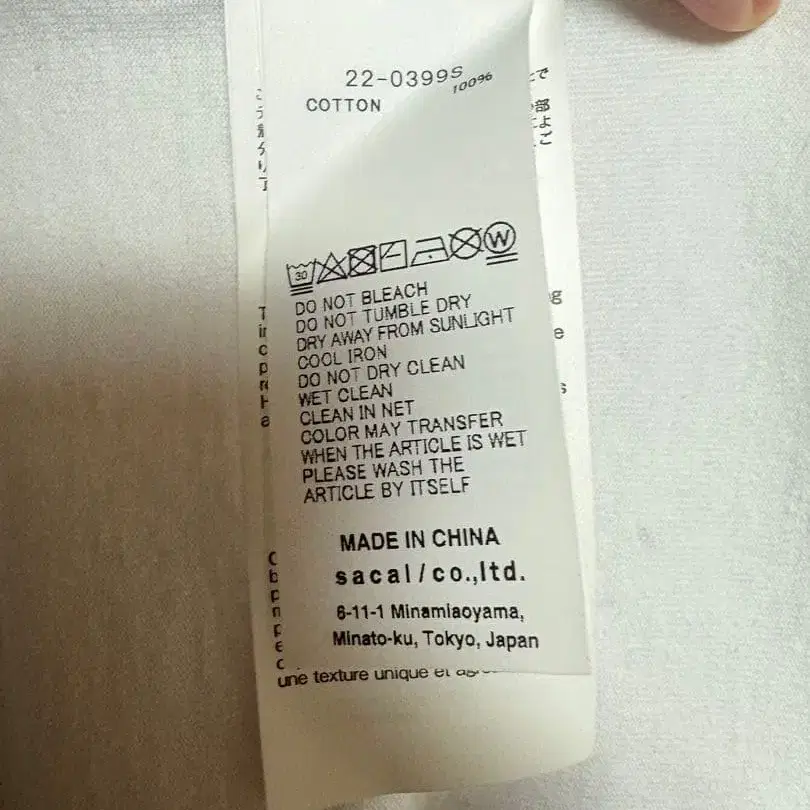 22-0399S
COTTON 100%
30
W
DO NOT BLEACH
DO NOT TUMBLE DRY
DRY AWAY FROM SUNLIGHT
COOL IRON
DO NOT DRY CLEAN
WET CLEAN
CLEAN IN NET
COLOR MAY TRANSFER
WHEN THE ARTICLE IS WET
PLEASE WASH THE
ARTICLE BY ITSELF
MADE IN CHINA
sacal/co.,ltd.
6-11-1 Minamiaoyama,
Minato-ku, Tokyo, Japan
une texture unique et